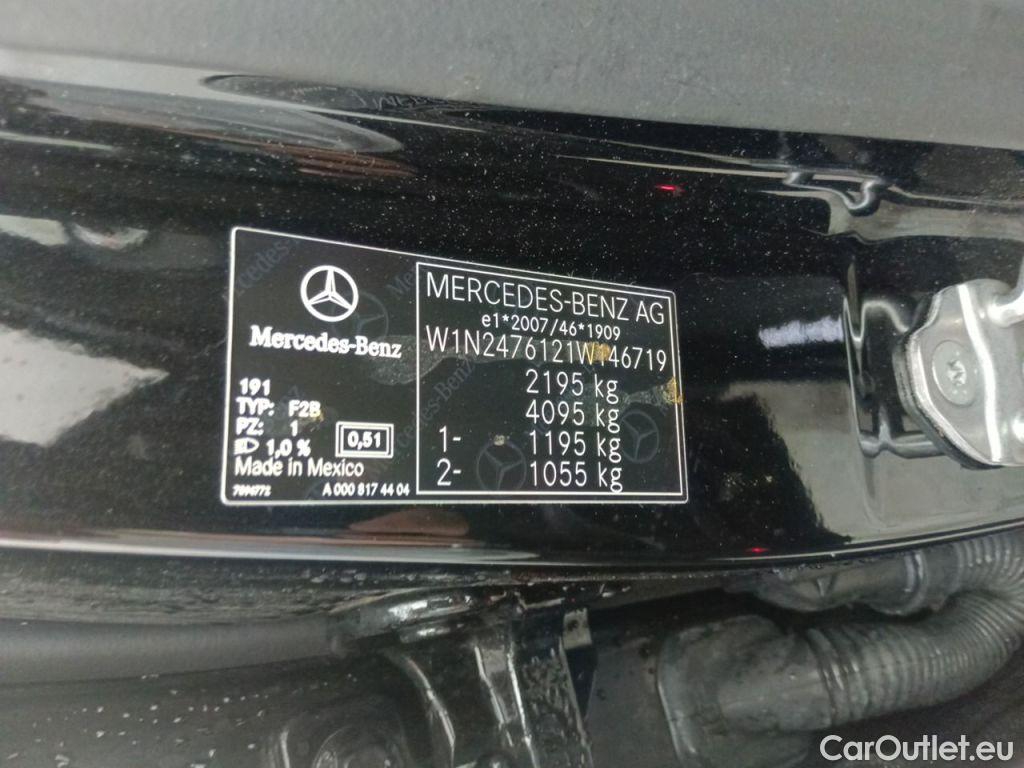 Mercedes-Benz
191
TYP: F2B
PZ: 1
1,0 %
0,51
Made in Mexico
A 000 817 44 04
MERCEDES-BENZ AG
e1*2007/46*1909
W1N2476121W146719
2195 kg
4095 kg
1- 1195 kg
2- 1055 kg
CarOutlet.eu